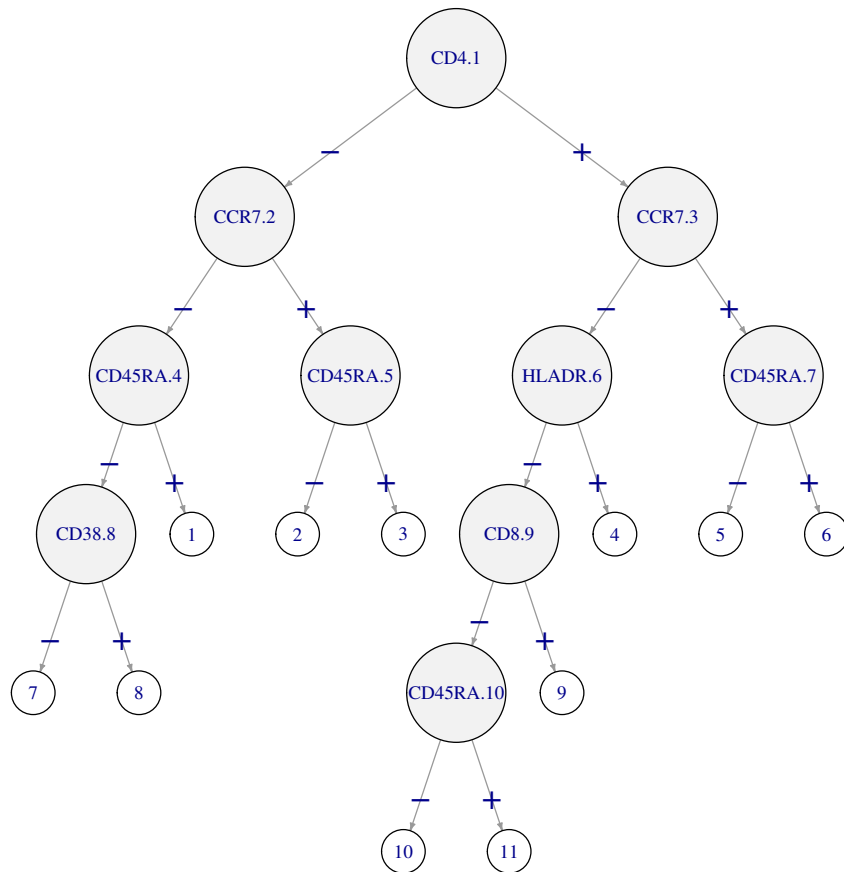 CD4.1
− +
CCR7.2 CCR7.3
− + − +
CD45RA.4 CD45RA.5 HLADR.6 CD45RA.7
− + − + − + − +
CD38.8 1 2 3 CD8.9 4 5 6
− + − +
7 8 CD45RA.10 9
− +
10 11